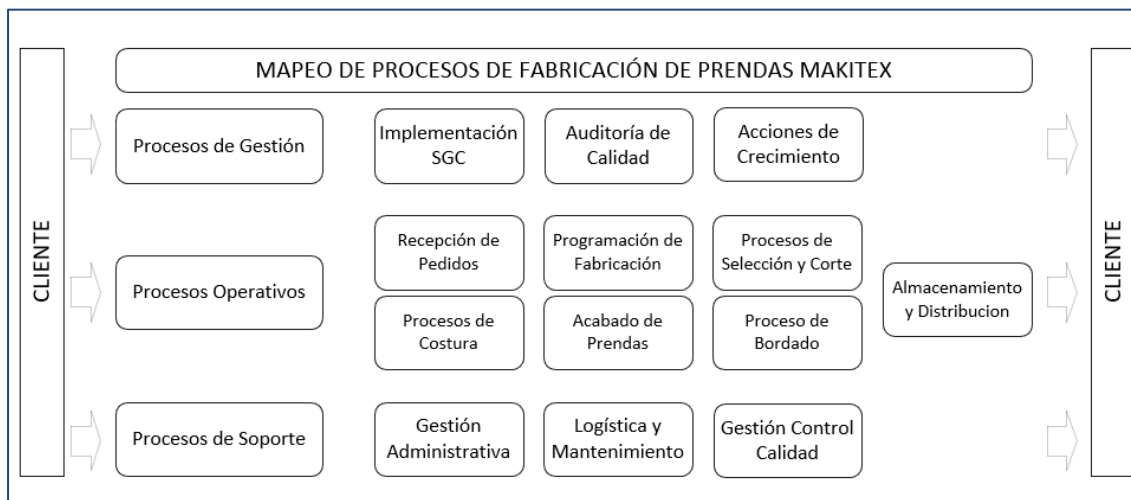 MAPEO DE PROCESOS DE FABRICACIÓN DE PRENDAS MAKITEX
CLIENTE
Procesos de Gestión
Implementación
SGC
Auditoría de
Calidad
Acciones de
Crecimiento
Procesos Operativos
Recepción de
Pedidos
Programación de
Fabricación
Procesos de
Selección y Corte
Procesos de
Costura
Acabado de
Prendas
Proceso de
Bordado
Almacenamiento
y Distribucion
Procesos de Soporte
Gestión
Administrativa
Logística y
Mantenimiento
Gestión Control
Calidad
CLIENTE